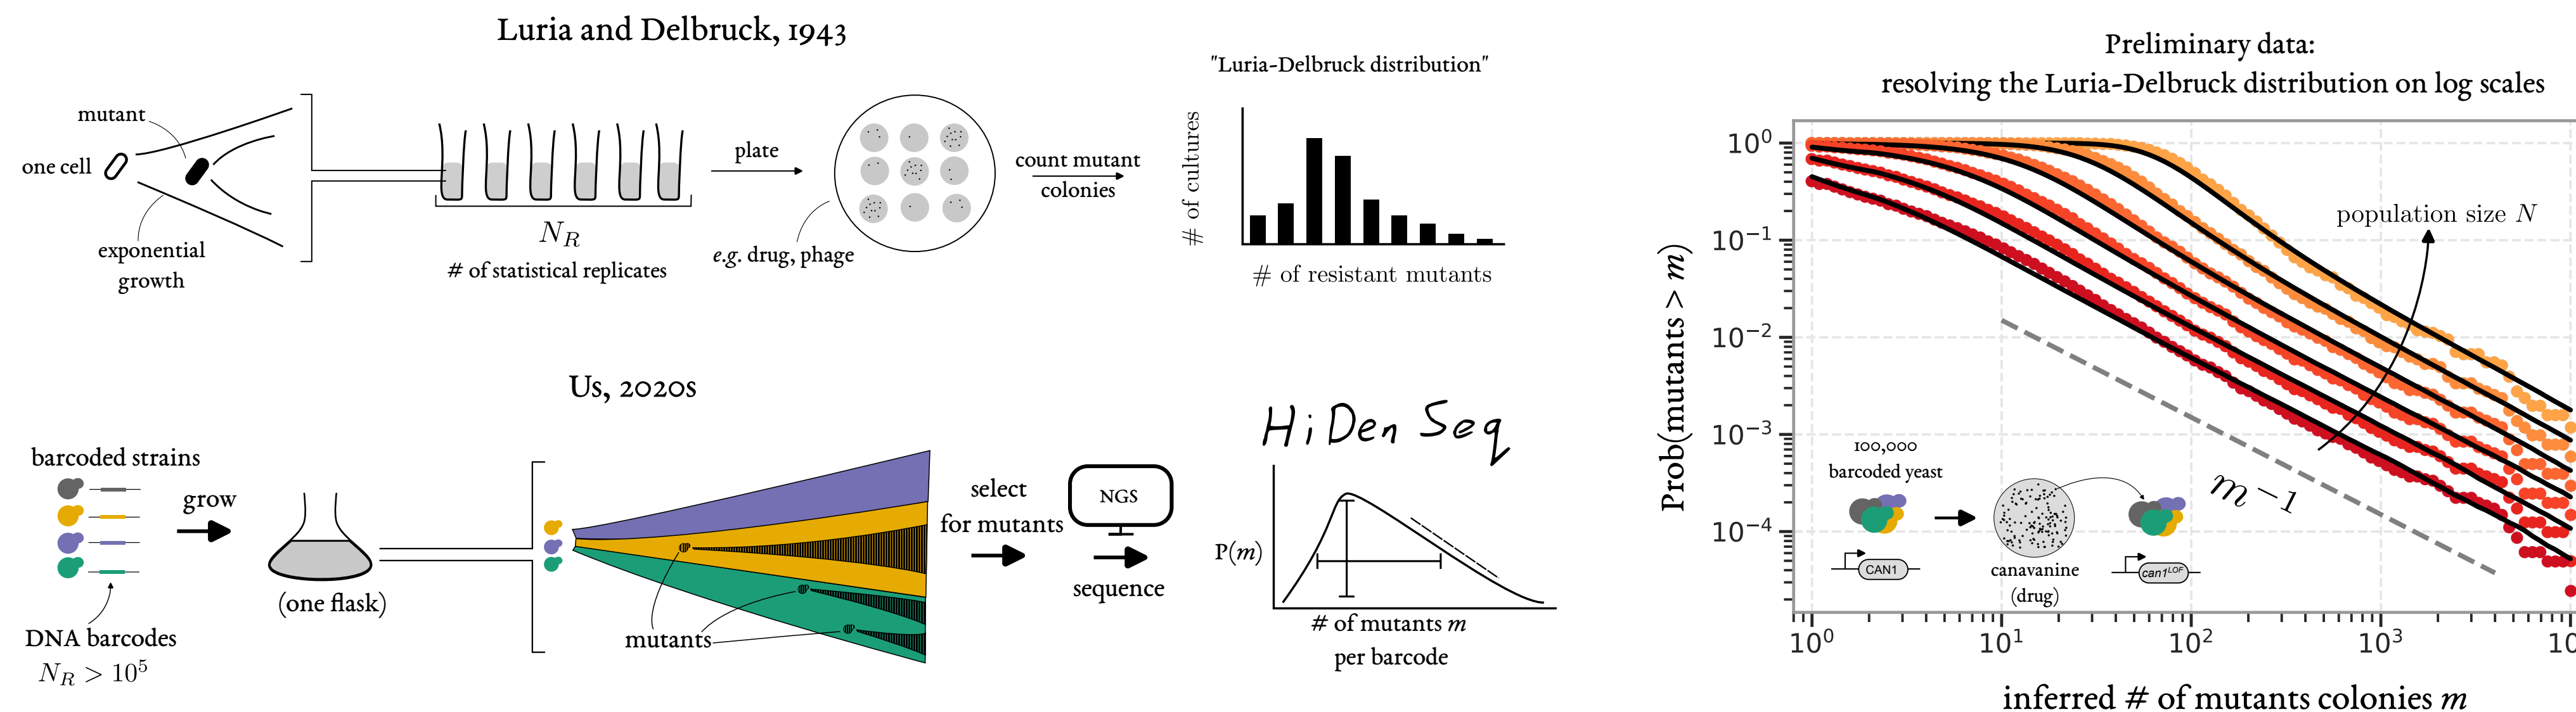 Luria and Delbruck, 1943
mutant
one cell
exponential
growth
N_R
# of statistical replicates
plate
e.g. drug, phage
count mutant
colonies
"Luria-Delbruck distribution"
# of cultures
# of resistant mutants
Us, 2020s
barcoded strains
grow
(one flask)
DNA barcodes
N_R > 10^5
mutants
select
for mutants
NGS
sequence
HiDenSeq
P(m)
# of mutants m
per barcode
Preliminary data:
resolving the Luria-Delbruck distribution on log scales
Prob(mutants > m)
10^0
10^-1
10^-2
10^-3
10^-4
population size N
m^-1
100,000
barcoded yeast
CAN1
canavanine
(drug)
can1^LOF
10^0
10^1
10^2
10^3
10
inferred # of mutants colonies m